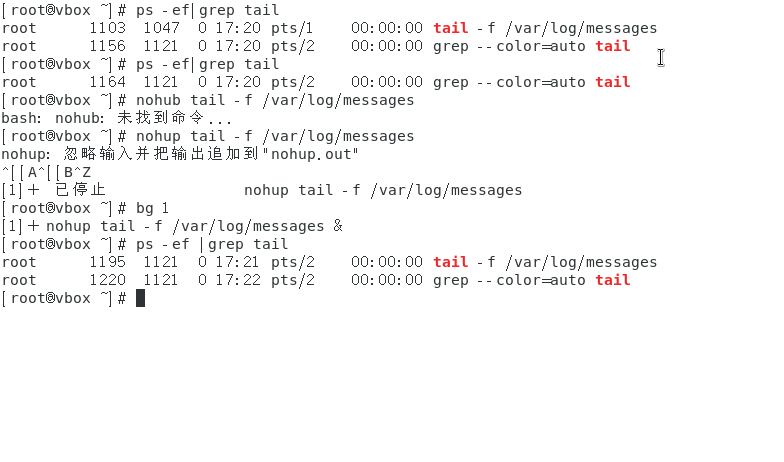 [root@vbox ~]# ps -ef|grep tail
root      1103  1047  0 17:20 pts/1    00:00:00 tail -f /var/log/messages
root      1156  1121  0 17:20 pts/2    00:00:00 grep --color=auto tail
[root@vbox ~]# ps -ef|grep tail
root      1164  1121  0 17:20 pts/2    00:00:00 grep --color=auto tail
[root@vbox ~]# nohub tail -f /var/log/messages
bash: nohub: 未找到命令...
[root@vbox ~]# nohup tail -f /var/log/messages
nohup: 忽略输入并把输出追加到"nohup.out"
^[[A^[[B^Z
[1]+  已停止               nohup tail -f /var/log/messages
[root@vbox ~]# bg 1
[1]+ nohup tail -f /var/log/messages &
[root@vbox ~]# ps -ef |grep tail
root      1195  1121  0 17:21 pts/2    00:00:00 tail -f /var/log/messages
root      1220  1121  0 17:22 pts/2    00:00:00 grep --color=auto tail
[root@vbox ~]#